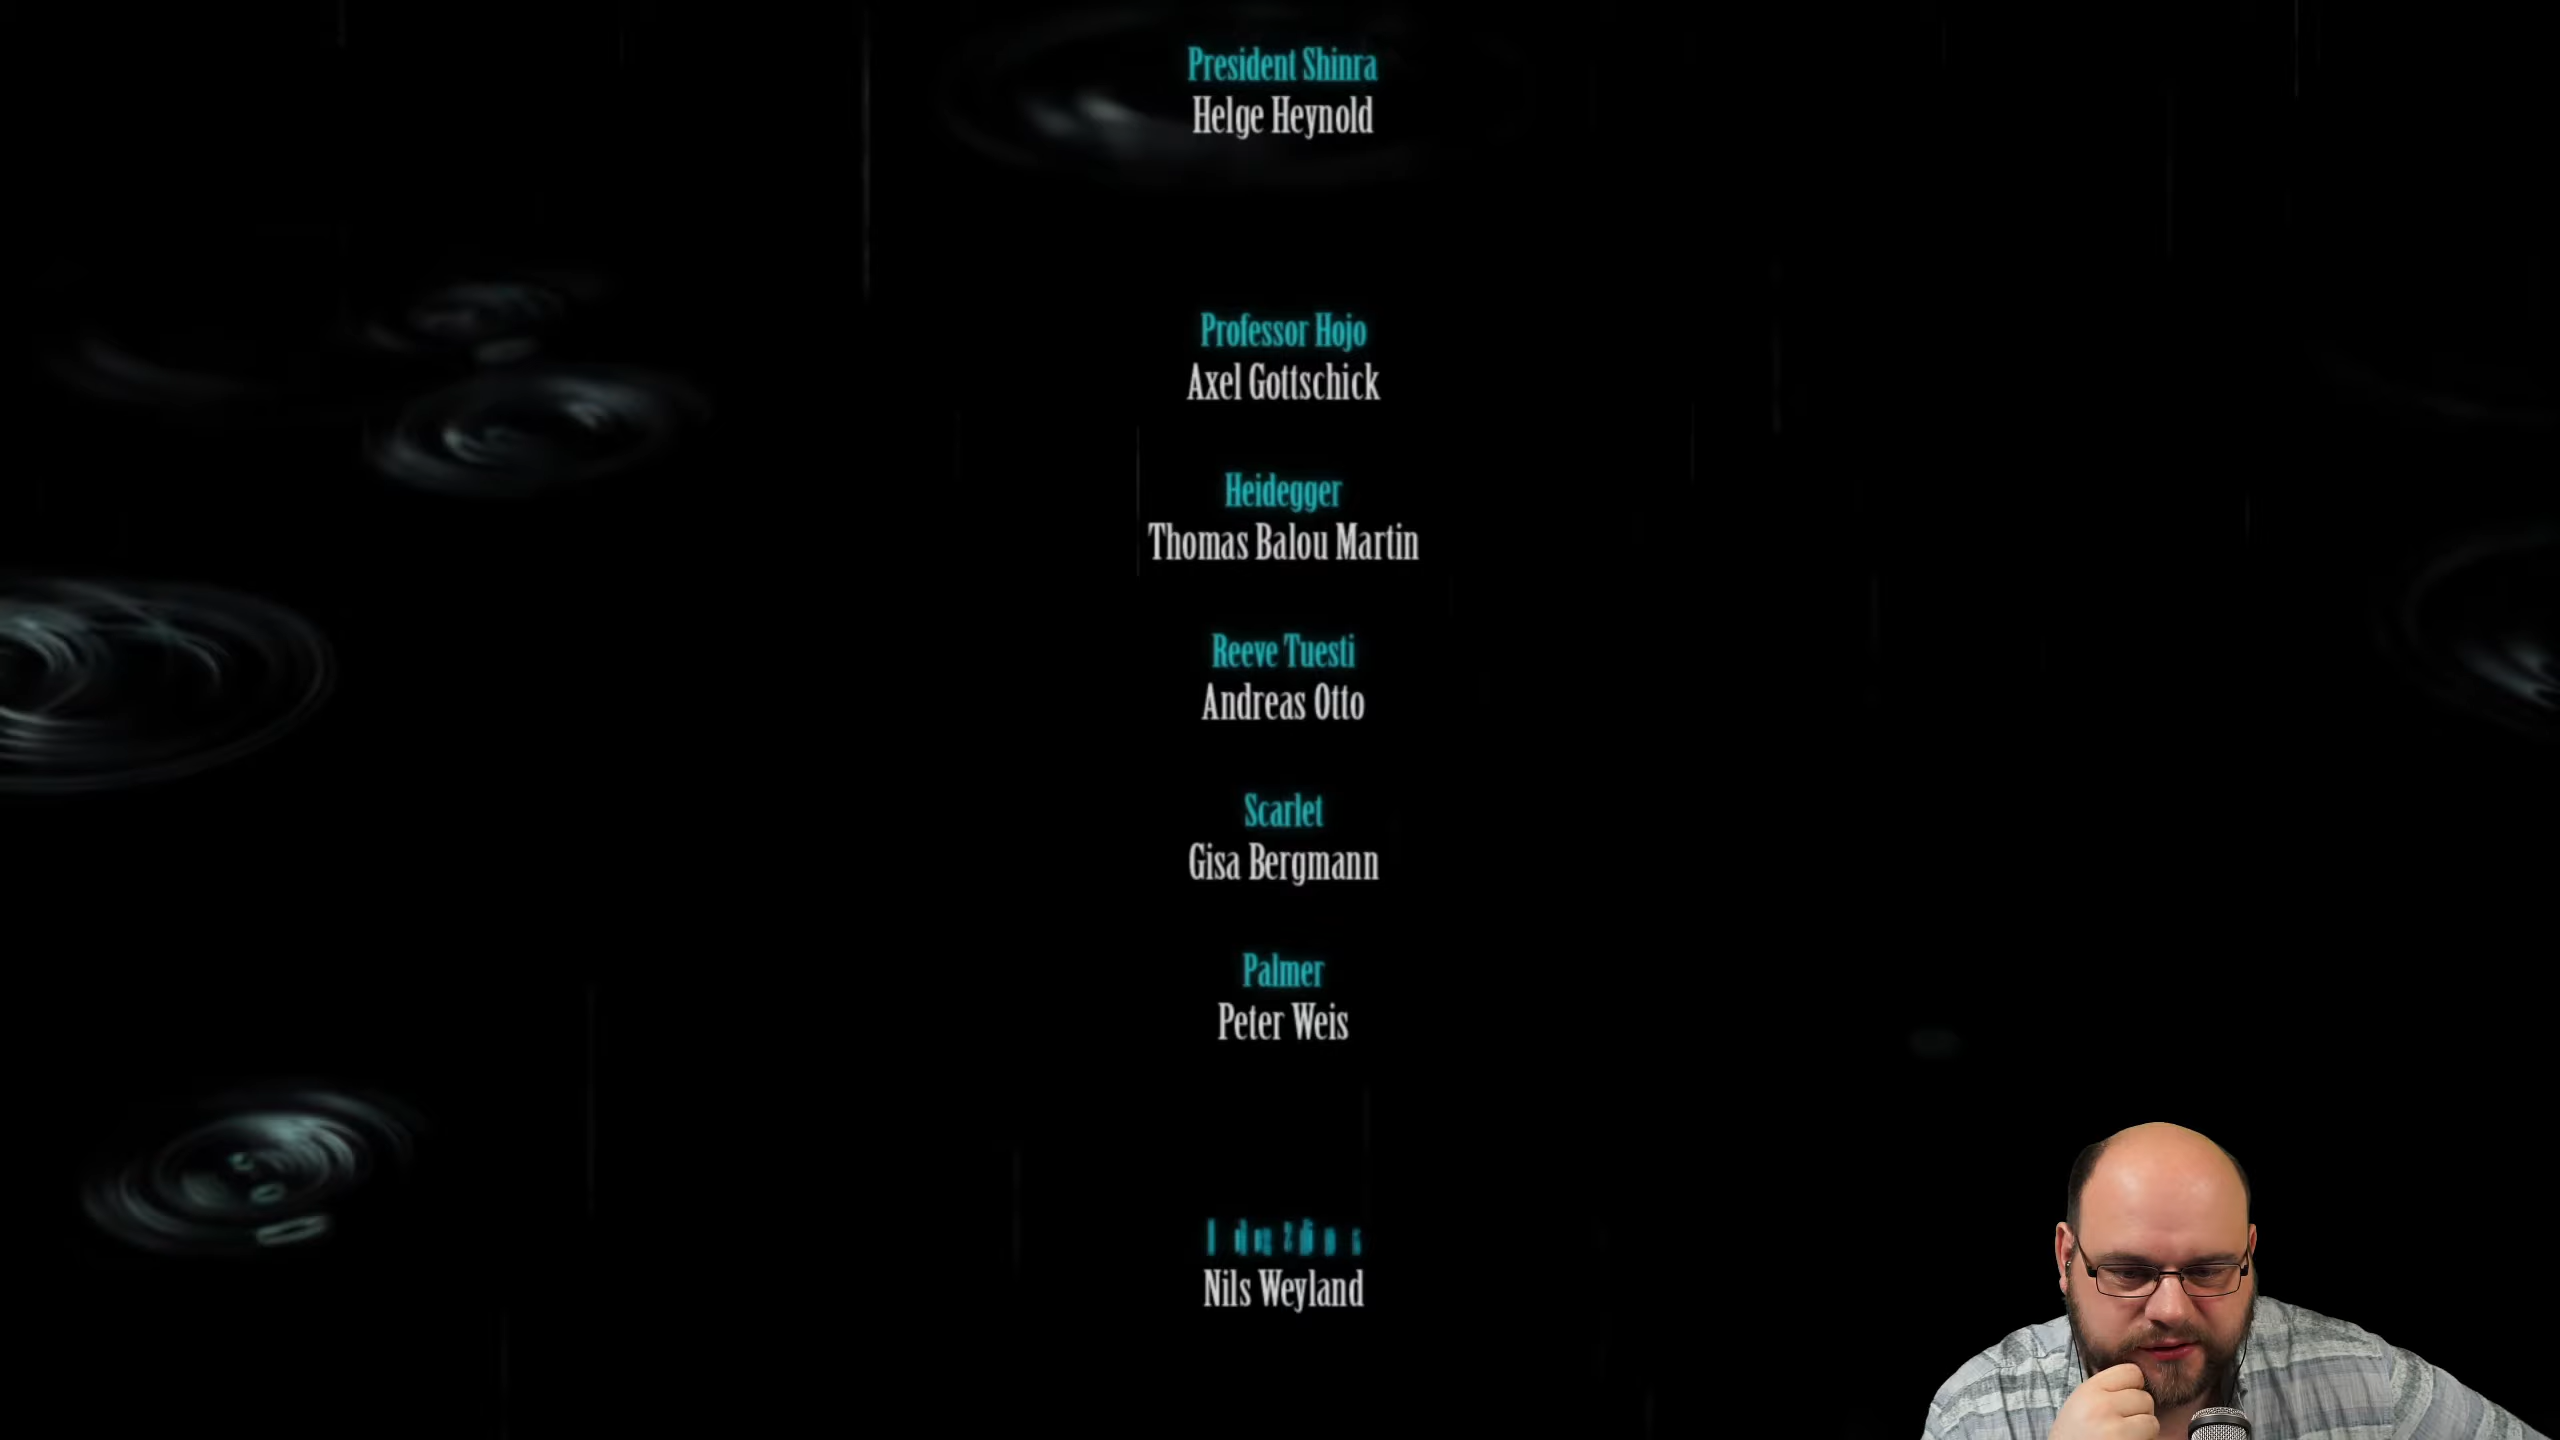 President Shinra
Helge Heynold
Professor Hojo
Axel Gottschick
Heidegger
Thomas Balou Martin
Reeve Tuesti
Andreas Otto
Scarlet
Gisa Bergmann
Palmer
Peter Weis
Nils Weyland